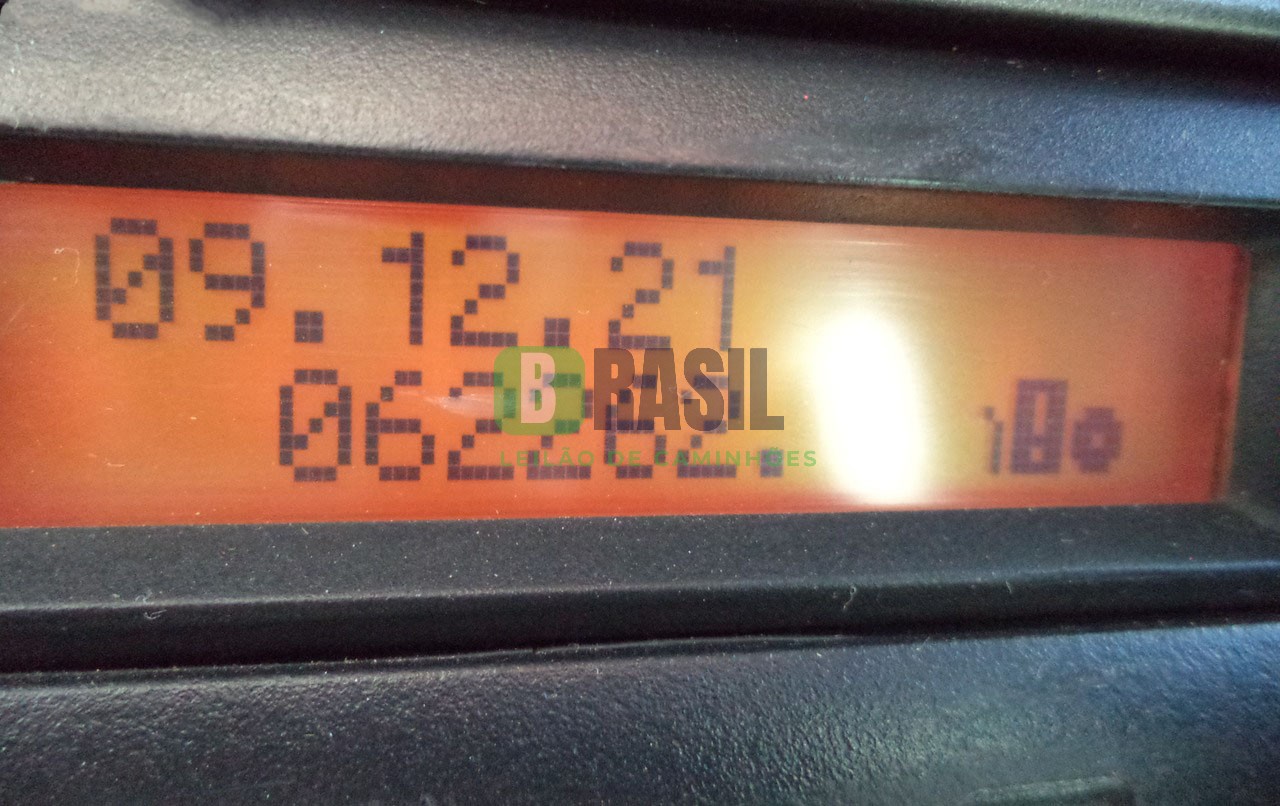 09.12.21
BRASIL
LEILÃO DE CAMINHÕES